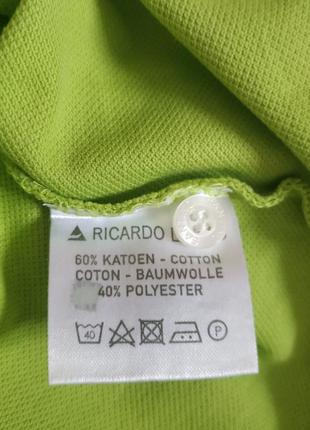 RICARDO
60% KATOEN - COTTON
COTON - BAUMWOLLE
40% POLYESTER
40 P